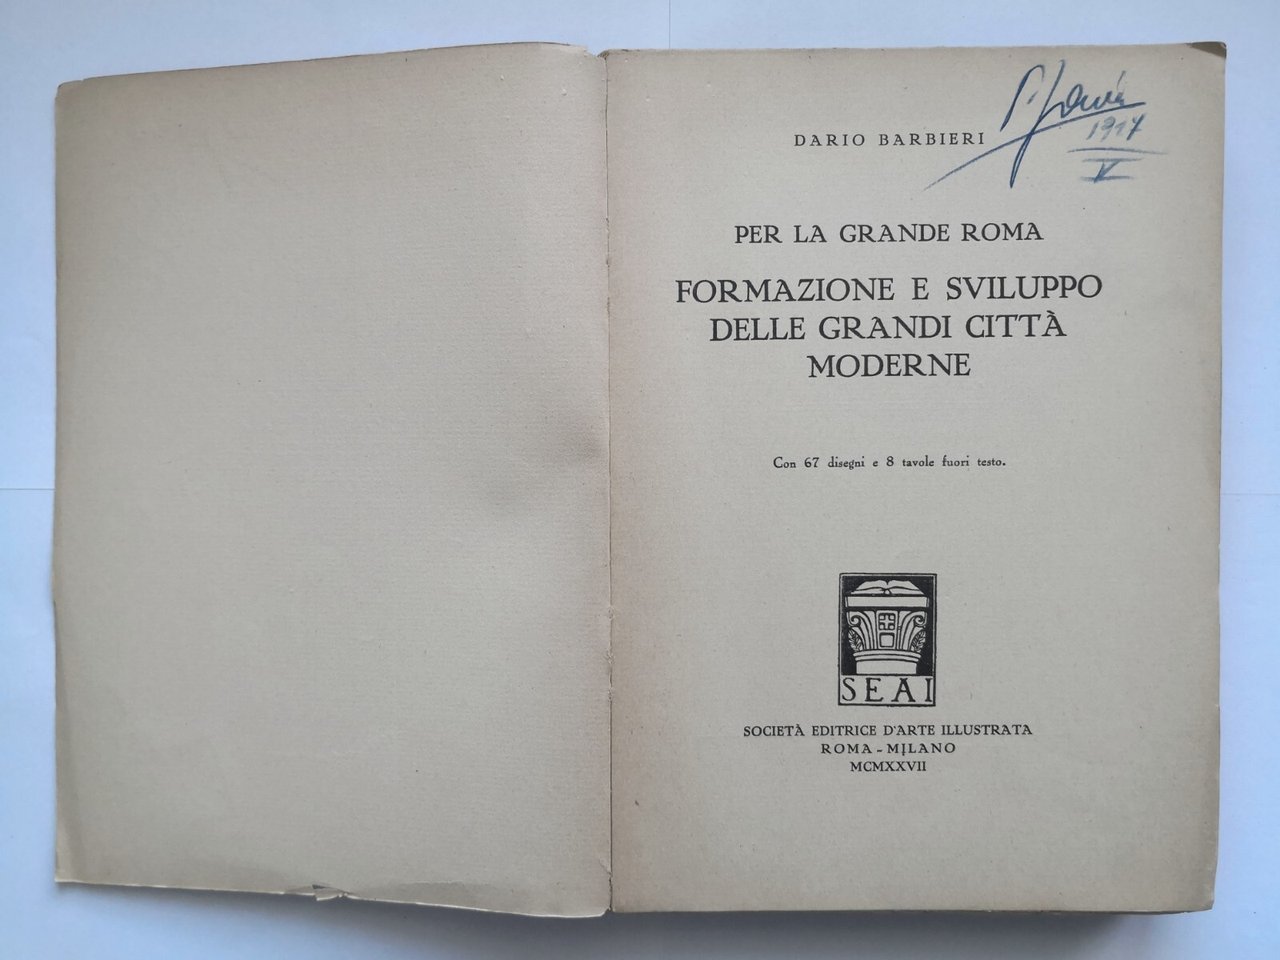 1927
V
DARIO BARBIERI
PER LA GRANDE ROMA
FORMAZIONE E SVILUPPO
DELLE GRANDI CITTÀ
MODERNE
Con 67 disegni e 8 tavole fuori testo.
SEAI
SOCIETÀ EDITRICE D'ARTE ILLUSTRATA
ROMA - MILANO
MCMXXVII